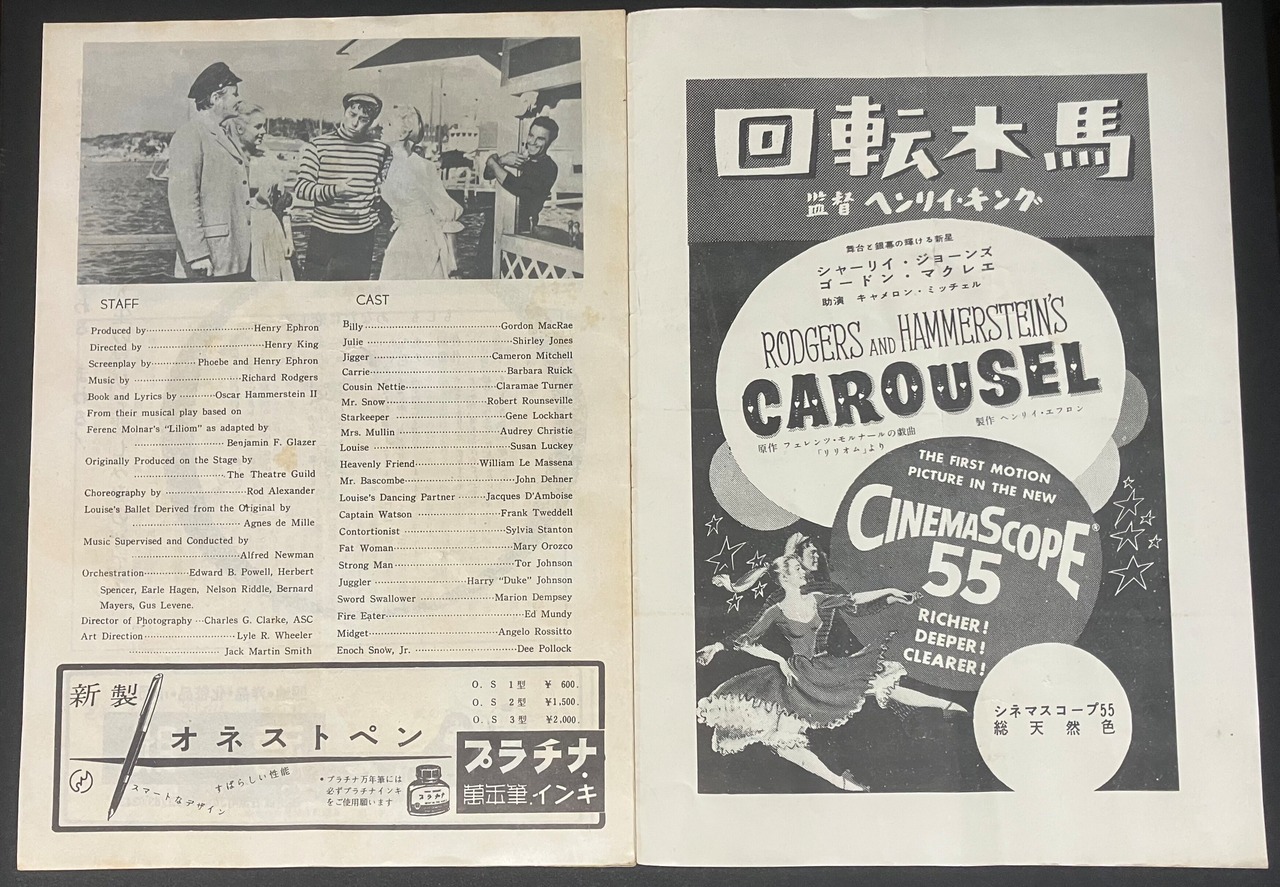 STAFF
Produced by……………………Henry Ephron
Directed by ……………………Henry King
Screenplay by…………Phoebe and Henry Ephron
Music by ……………………Richard Rodgers
Book and Lyrics by …………Oscar Hammerstein II
From their musical play based on
Ferenc Molnar's "Liliom" as adapted by
……………………Benjamin F. Glazer
Originally Produced on the Stage by
……………………The Theatre Guild
Choreography by ………………Rod Alexander
Louise's Ballet Derived from the Original by
……………………Agnes de Mille
Music Supervised and Conducted by
……………………Alfred Newman
Orchestration…………Edward B. Powell, Herbert
Spencer, Earle Hagen, Nelson Riddle, Bernard
Mayers, Gus Levene.
Director of Photography …Charles G. Clarke, ASC
Art Direction……………………Lyle R. Wheeler
……………………Jack Martin Smith
CAST
Billy……………………Gordon MacRae
Julie ……………………Shirley Jones
Jigger ……………………Cameron Mitchell
Carrie……………………Barbara Ruick
Cousin Nettie……………………Claramae Turner
Mr. Snow……………………Robert Rounseville
Starkeeper ……………………Gene Lockhart
Mrs. Mullin ……………………Audrey Christie
Louise ……………………Susan Luckey
Heavenly Friend………………William Le Massena
Mr. Bascombe……………………John Dehner
Louise's Dancing Partner ………Jacques D'Amboise
Captain Watson ……………………Frank Tweddell
Contortionist ……………………Sylvia Stanton
Fat Woman……………………Mary Orozco
Strong Man……………………Tor Johnson
Juggler ……………………Harry "Duke" Johnson
Sword Swallower ………………Marion Dempsey
Fire Eater……………………Ed Mundy
Midget……………………Angelo Rossitto
Enoch Snow, Jr. ………………Dee Pollock
新製
オネストペン
スマートなデザイン
すばらしい性能
O. S 1型 ¥ 600.
O. S 2型 ¥1,500.
O. S 3型 ¥2,000.
•プラチナ万年筆には
必ずプラチナインキ
をご使用願います
プラチナ
萬年筆.インキ
回転木馬
監督 ヘンリイ・キング
舞台と銀幕の輝ける新星
シャーリイ・ジョーンズ
ゴードン・マクレエ
助演 キャメロン・ミッチェル
RODGERS AND HAMMERSTEIN'S
CAROUSEL
原作 フェレンツ・モルナールの戯曲
「リリオム」より
製作 ヘンリイ・エフロン
THE FIRST MOTION
PICTURE IN THE NEW
CINEMASCOPE®
55
RICHER!
DEEPER!
CLEARER!
シネマスコープ55
総天然色